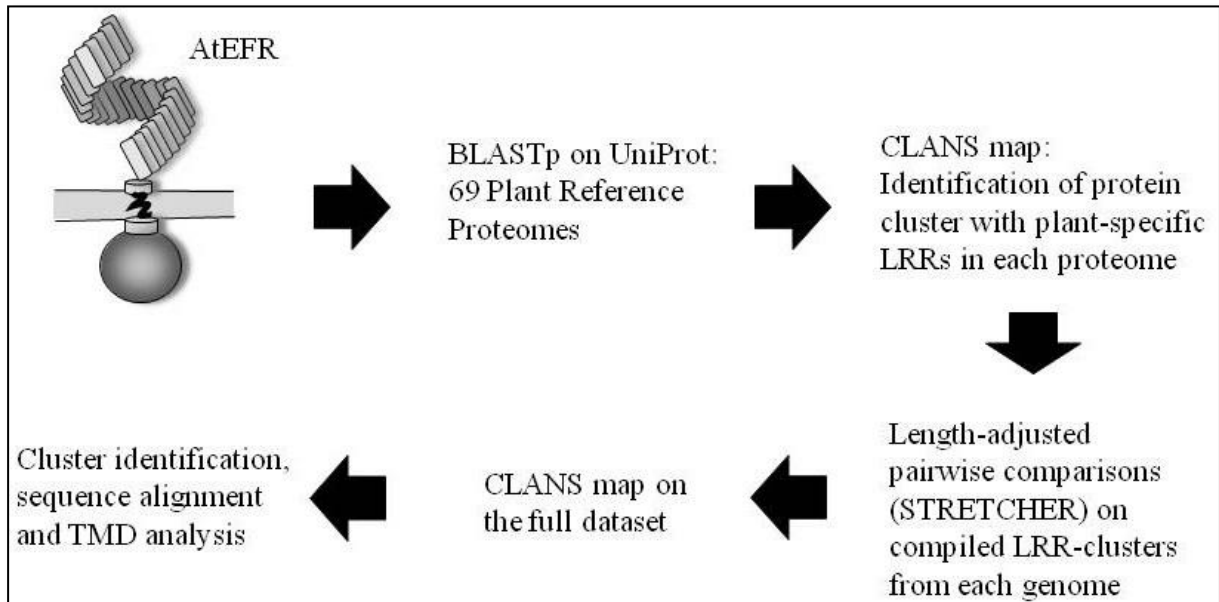 AtEFR
BLASTp on UniProt:
69 Plant Reference
Proteomes
CLANS map:
Identification of protein
cluster with plant-specific
LRRs in each proteome
Length-adjusted
pairwise comparisons
(STRETCHER) on
compiled LRR-clusters
from each genome
CLANS map on
the full dataset
Cluster identification,
sequence alignment
and TMD analysis